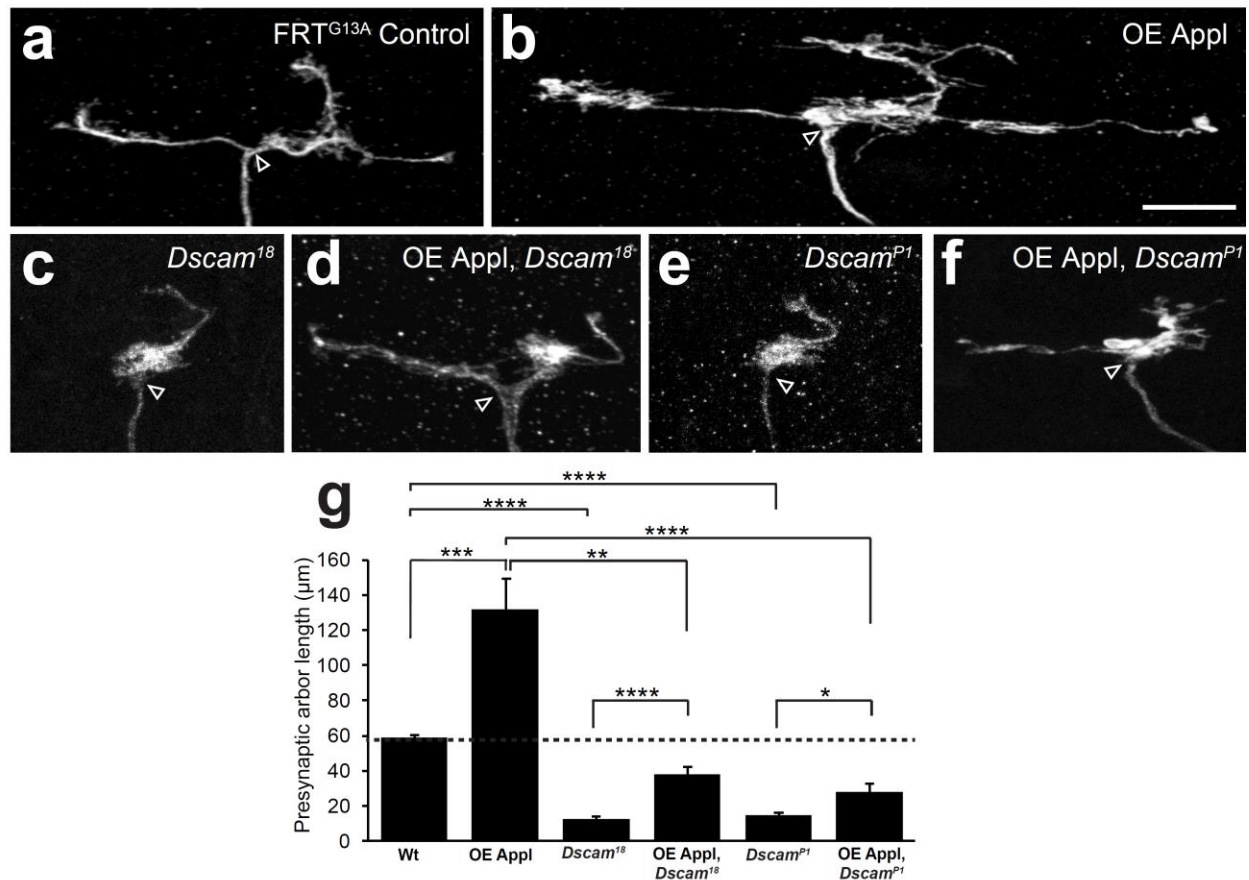 a
FRT^G13A Control
b
OE Appl
c
Dscam^18
d
OE Appl, Dscam^18
e
Dscam^P1
f
OE Appl, Dscam^P1
g
****
****
****
***
**
****
*
Presynaptic arbor length (µm)
160
140
120
100
80
60
40
20
0
Wt
OE Appl
Dscam^18
OE Appl,
Dscam^18
Dscam^P1
OE Appl,
Dscam^P1